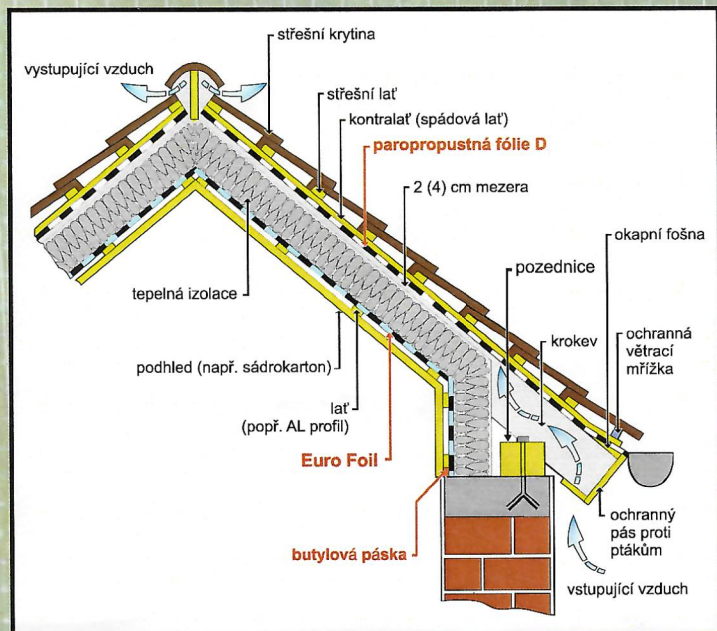 střešní krytina
vystupující vzduch
střešní lať
kontralať (spádová lať)
paropropustná fólie D
2 (4) cm mezera
okapní fošna
pozednice
tepelná izolace
krokev
ochranná
větrací
mřížka
podhled (např. sádrokarton)
lať
(popř. AL profil)
Euro Foil
ochranný
pás proti
ptákům
butylová páska
vstupující vzduch